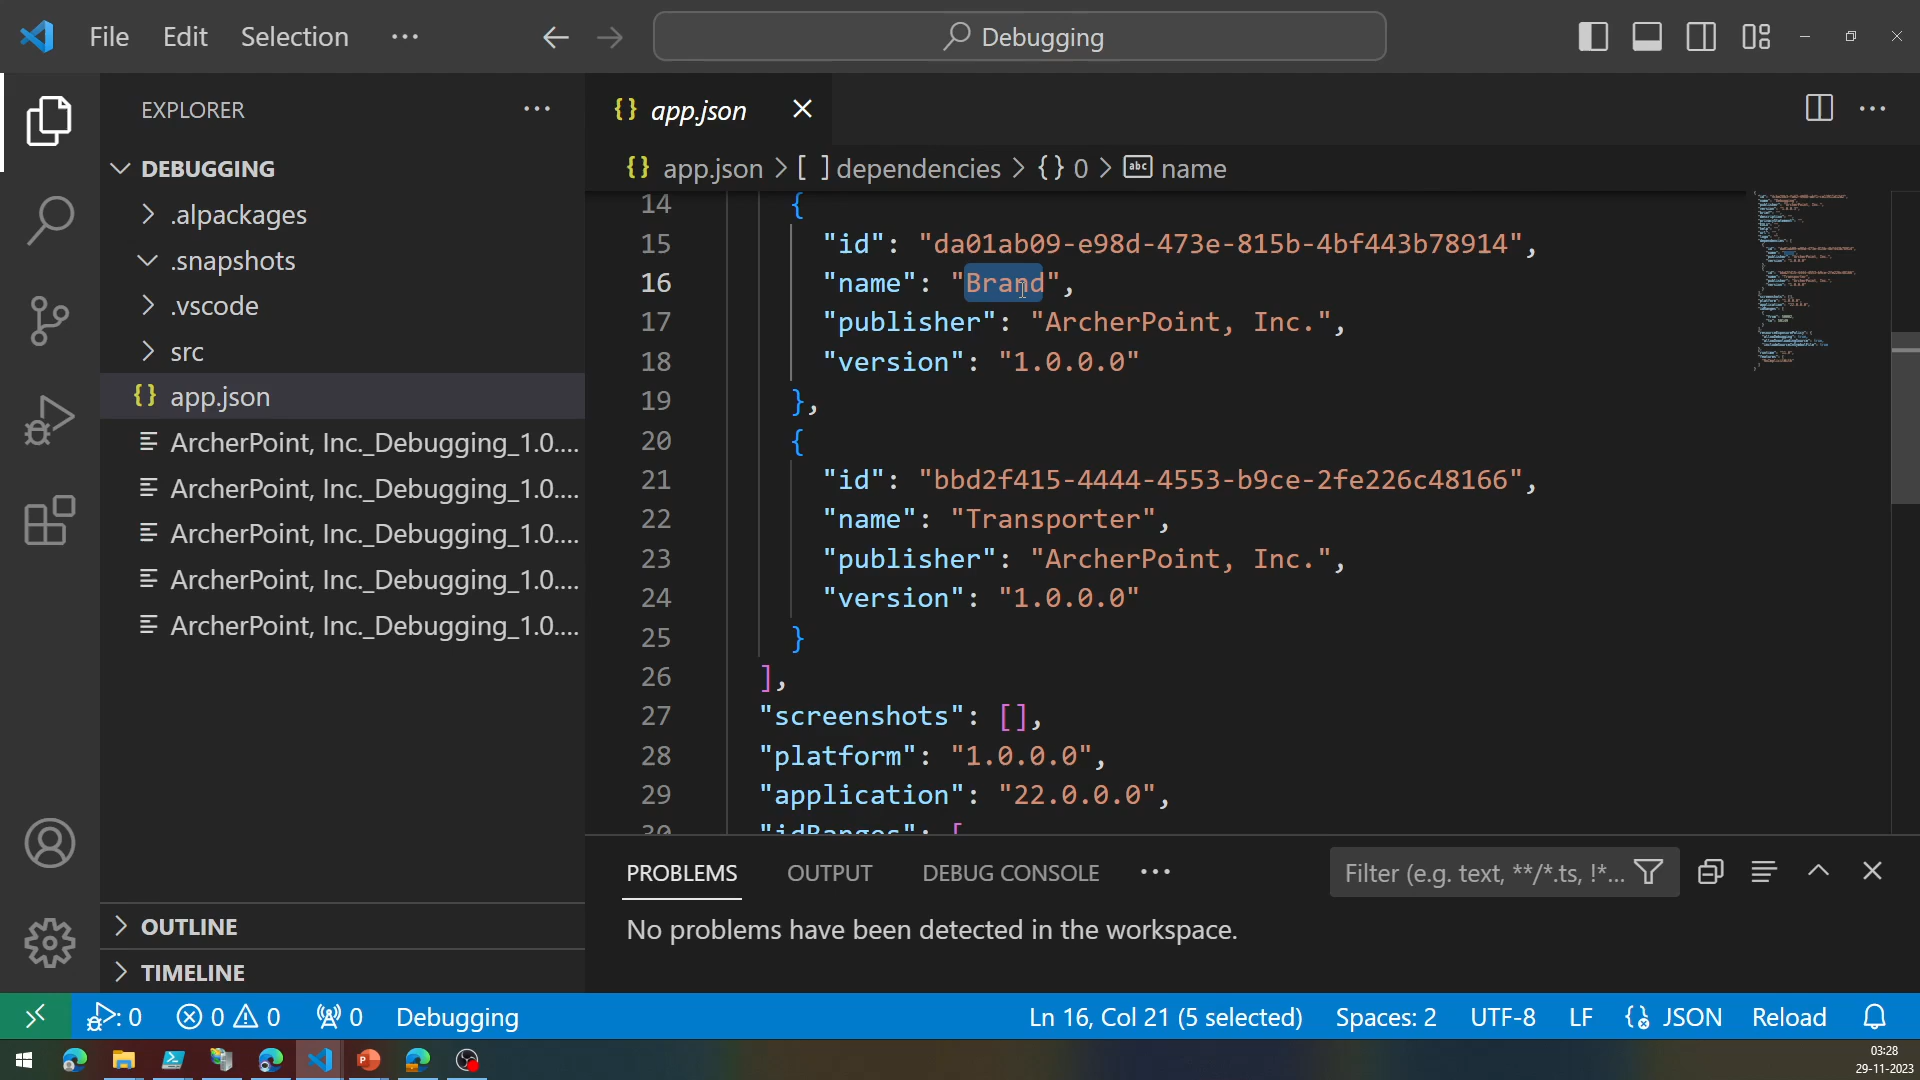 File Edit Selection ···
Debugging
EXPLORER ···
DEBUGGING
.alpackages
.snapshots
.vscode
src
{} app.json
ArcherPoint, Inc._Debugging_1.0....
ArcherPoint, Inc._Debugging_1.0....
ArcherPoint, Inc._Debugging_1.0....
ArcherPoint, Inc._Debugging_1.0....
ArcherPoint, Inc._Debugging_1.0....
OUTLINE
TIMELINE
{} app.json
{} app.json > [ ] dependencies > {} 0 > abc name
14 {
15 "id": "da01ab09-e98d-473e-815b-4bf443b78914",
16 "name": "Brand",
17 "publisher": "ArcherPoint, Inc.",
18 "version": "1.0.0.0"
19 },
20 {
21 "id": "bbd2f415-4444-4553-b9ce-2fe226c48166",
22 "name": "Transporter",
23 "publisher": "ArcherPoint, Inc.",
24 "version": "1.0.0.0"
25 }
26 ],
27 "screenshots": [],
28 "platform": "1.0.0.0",
29 "application": "22.0.0.0",
30 "idRanges": [
PROBLEMS OUTPUT DEBUG CONSOLE ···
Filter (e.g. text, **/*.ts, !*...
No problems have been detected in the workspace.
: 0 0 0 0 Debugging
Ln 16, Col 21 (5 selected) Spaces: 2 UTF-8 LF {} JSON Reload
03:28
29-11-2023